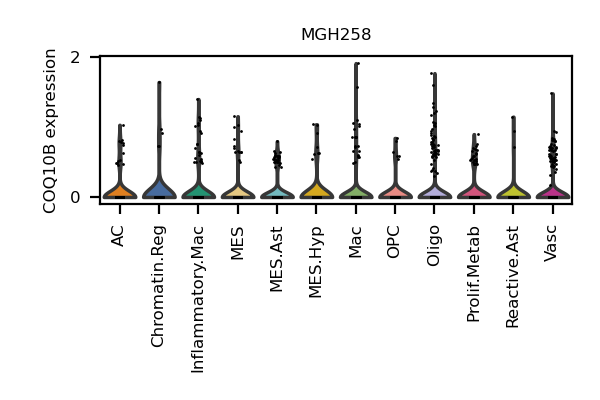 MGH258
COQ10B expression
2
0
AC
Chromatin.Reg
Inflammatory.Mac
MES
MES.Ast
MES.Hyp
Mac
OPC
Oligo
Prolif.Metab
Reactive.Ast
Vasc